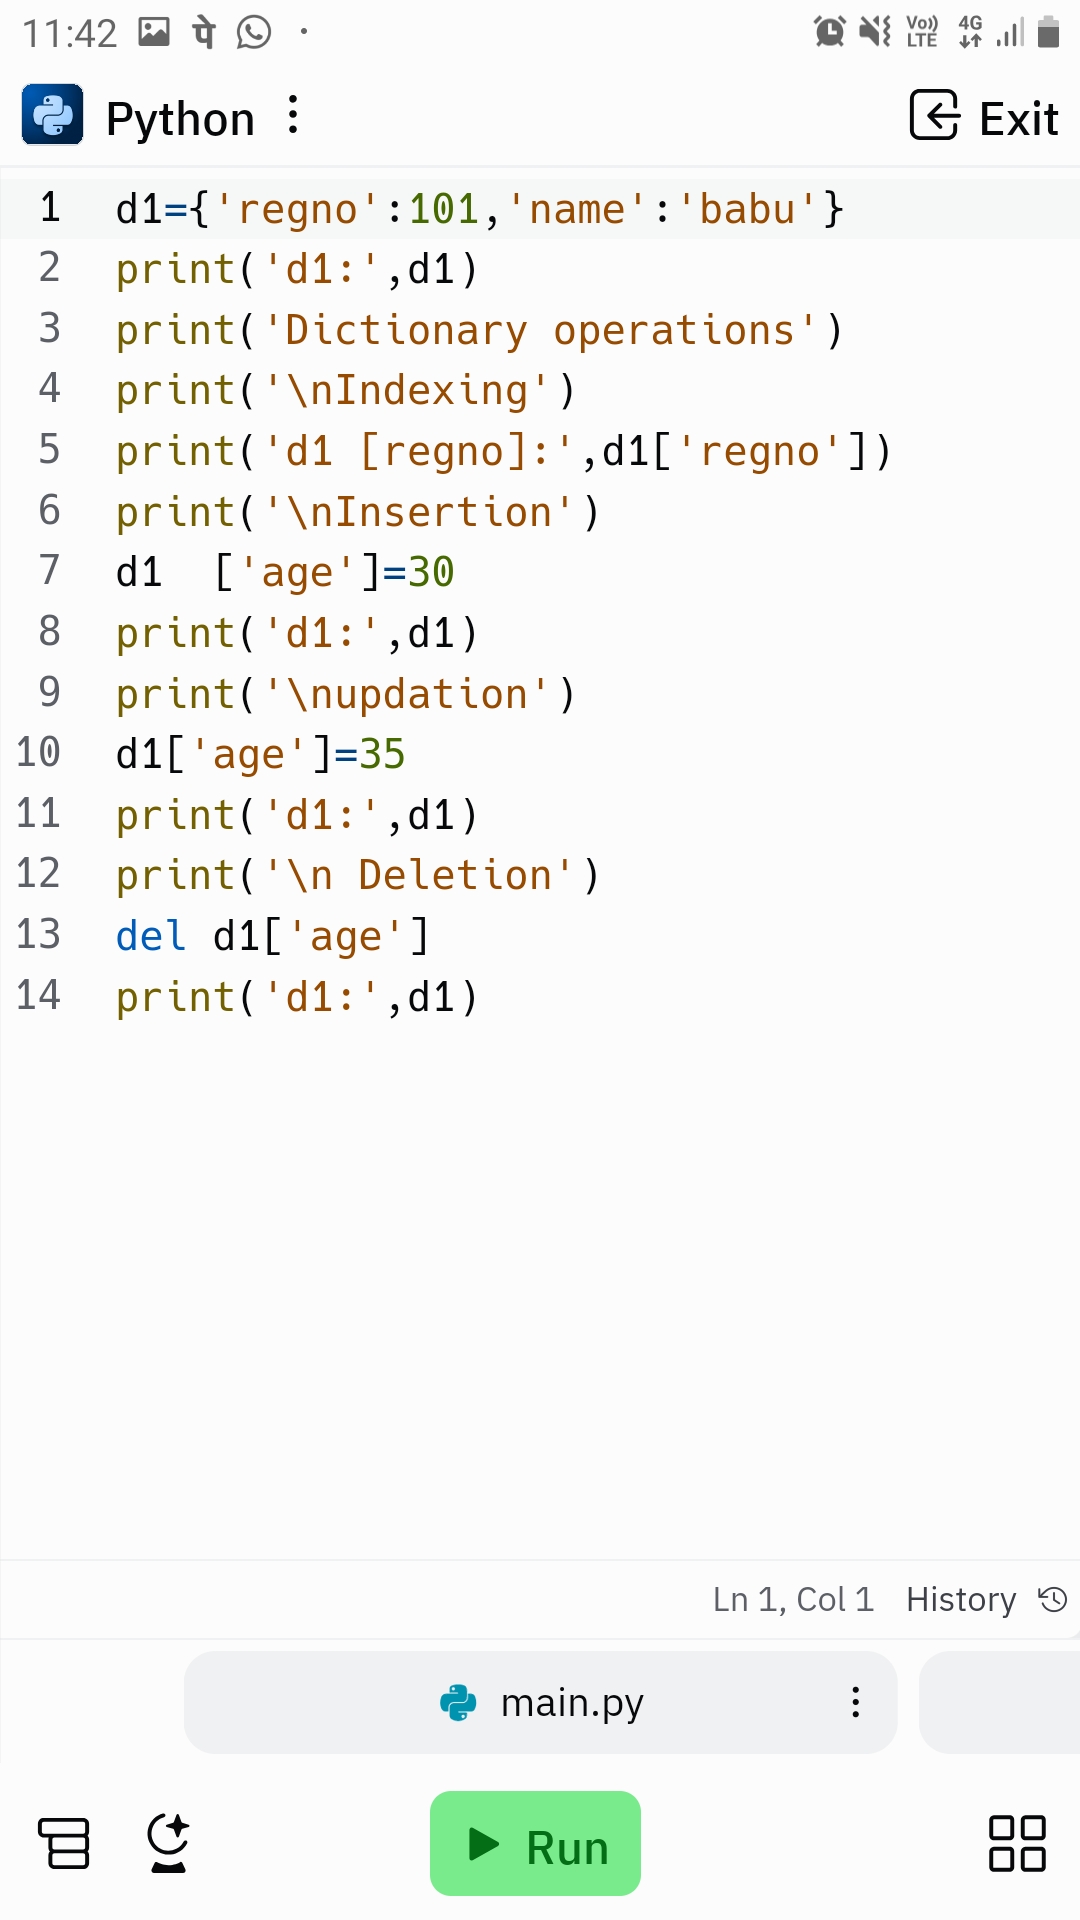 11:42 पे Vo)) LTE 4G
Python Exit
1 d1={'regno':101,'name':'babu'}
2 print('d1:',d1)
3 print('Dictionary operations')
4 print('\nIndexing')
5 print('d1 [regno]:',d1['regno'])
6 print('\nInsertion')
7 d1  ['age']=30
8 print('d1:',d1)
9 print('\nupdation')
10 d1['age']=35
11 print('d1:',d1)
12 print('\n Deletion')
13 del d1['age']
14 print('d1:',d1)
Ln 1, Col 1 History
main.py
Run